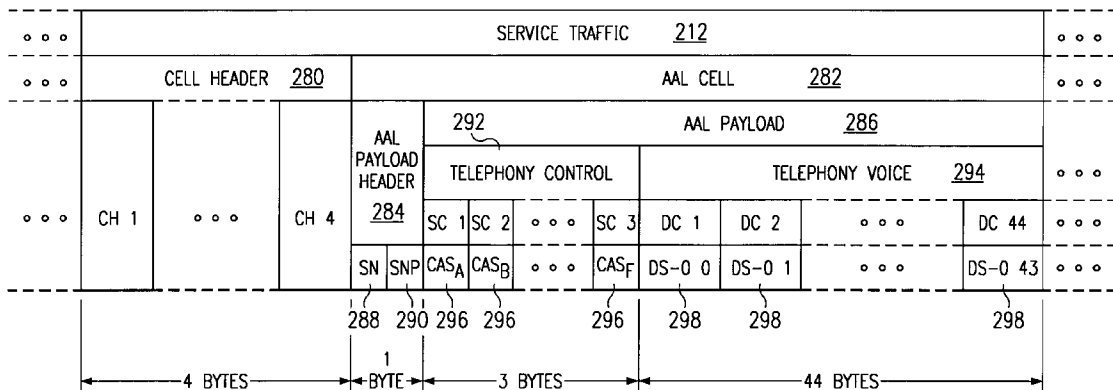 SERVICE TRAFFIC 212
CELL HEADER 280 AAL CELL 282
292 AAL PAYLOAD 286
AAL PAYLOAD HEADER 284
TELEPHONY CONTROL TELEPHONY VOICE 294
CH 1 CH 4 SC 1 SC 2 SC 3 DC 1 DC 2 DC 44
SN SNP CASA CASB CASF DS-0 0 DS-0 1 DS-0 43
288 290 296 296 296 298 298 298
4 BYTES 1 BYTE 3 BYTES 44 BYTES